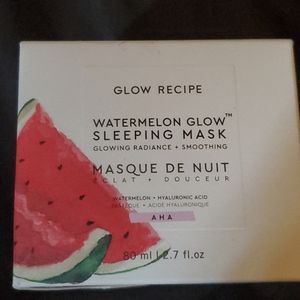 GLOW RECIPE
WATERMELON GLOW™
SLEEPING MASK
GLOWING RADIANCE + SMOOTHING
MASQUE DE NUIT
ÉCLAT + DOUCEUR
WATERMELON + HYALURONIC ACID
PASTÈQUE + ACIDE HYALURONIQUE
AHA
80 ml | 2.7 fl.oz